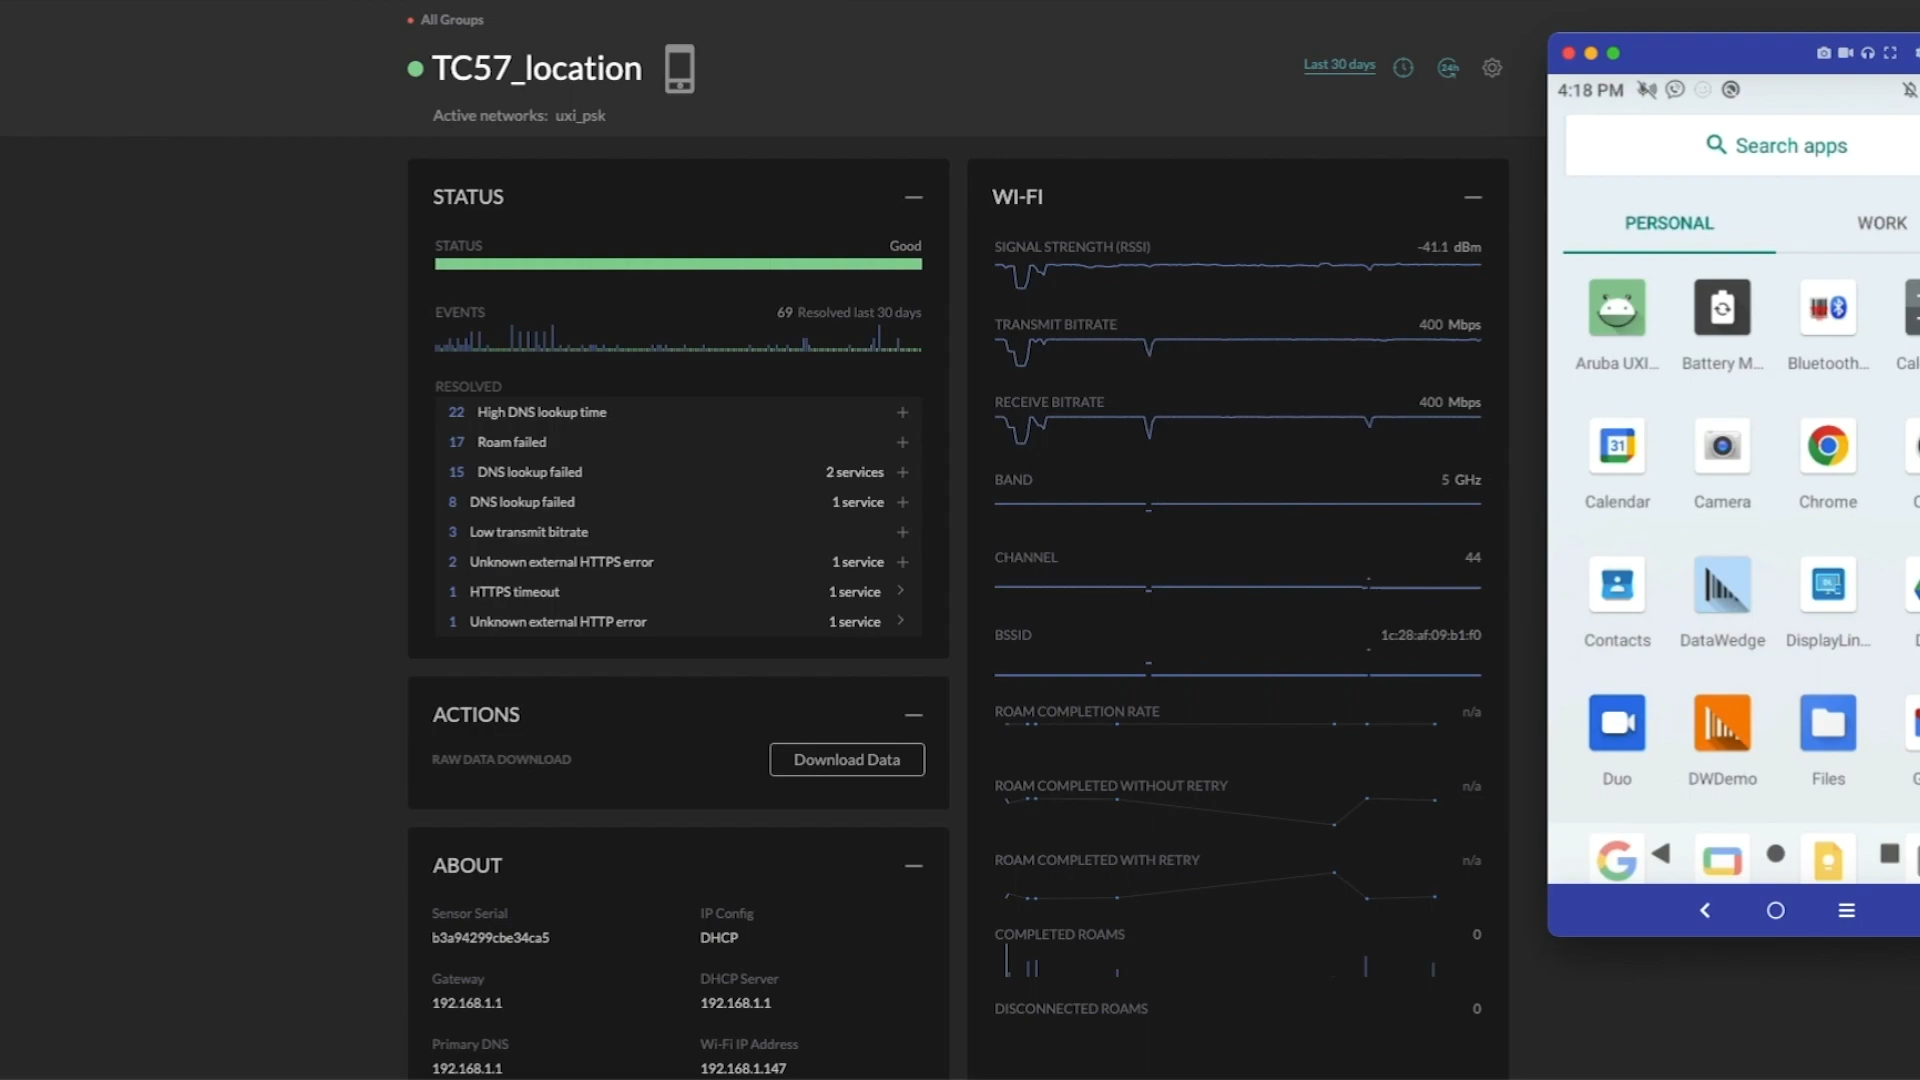 All Groups
TC57_location
Active networks: uxi_psk
Last 30 days
24h
STATUS
STATUS
Good
EVENTS
69 Resolved last 30 days
RESOLVED
22 High DNS lookup time
17 Roam failed
15 DNS lookup failed 2 services
8 DNS lookup failed 1 service
3 Low transmit bitrate
2 Unknown external HTTPS error 1 service
1 HTTPS timeout 1 service
1 Unknown external HTTP error 1 service
ACTIONS
RAW DATA DOWNLOAD
Download Data
ABOUT
Sensor Serial
b3a94299cbe34ca5
IP Config
DHCP
Gateway
192.168.1.1
DHCP Server
192.168.1.1
Primary DNS
192.168.1.1
Wi-Fi IP Address
192.168.1.147
WI-FI
SIGNAL STRENGTH (RSSI) -41.1 dBm
TRANSMIT BITRATE 400 Mbps
RECEIVE BITRATE 400 Mbps
BAND 5 GHz
CHANNEL 44
BSSID 1c:28:af:09:b1:f0
ROAM COMPLETION RATE n/a
ROAM COMPLETED WITHOUT RETRY n/a
ROAM COMPLETED WITH RETRY n/a
COMPLETED ROAMS 0
DISCONNECTED ROAMS 0
4:18 PM
Search apps
PERSONAL
WORK
Aruba UXI...
Battery M...
Bluetooth...
Cal
31
Calendar
Camera
Chrome
Contacts
DataWedge
DisplayLin...
Duo
DWDemo
Files